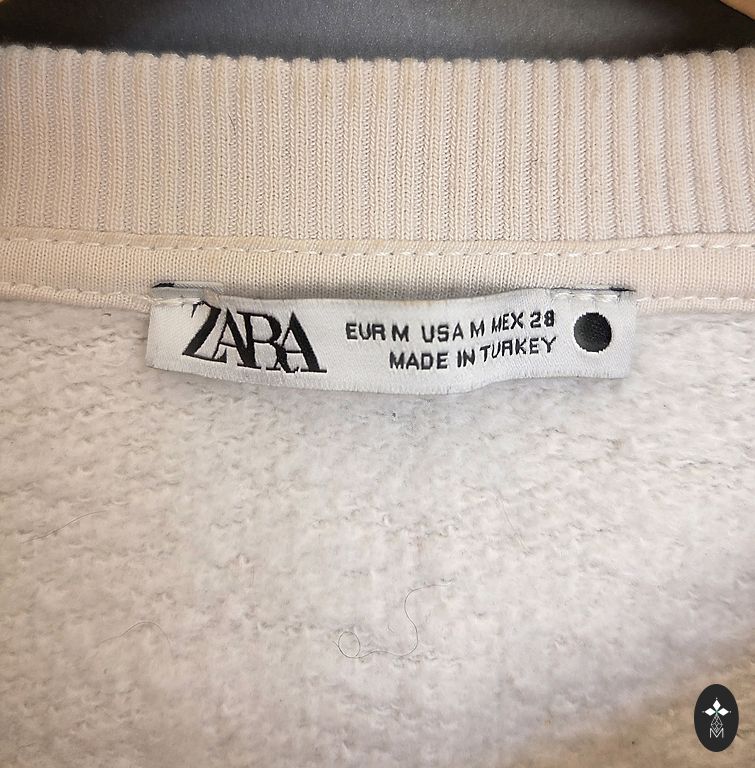 ZARA
EUR M USA M MEX 28
MADE IN TURKEY
M